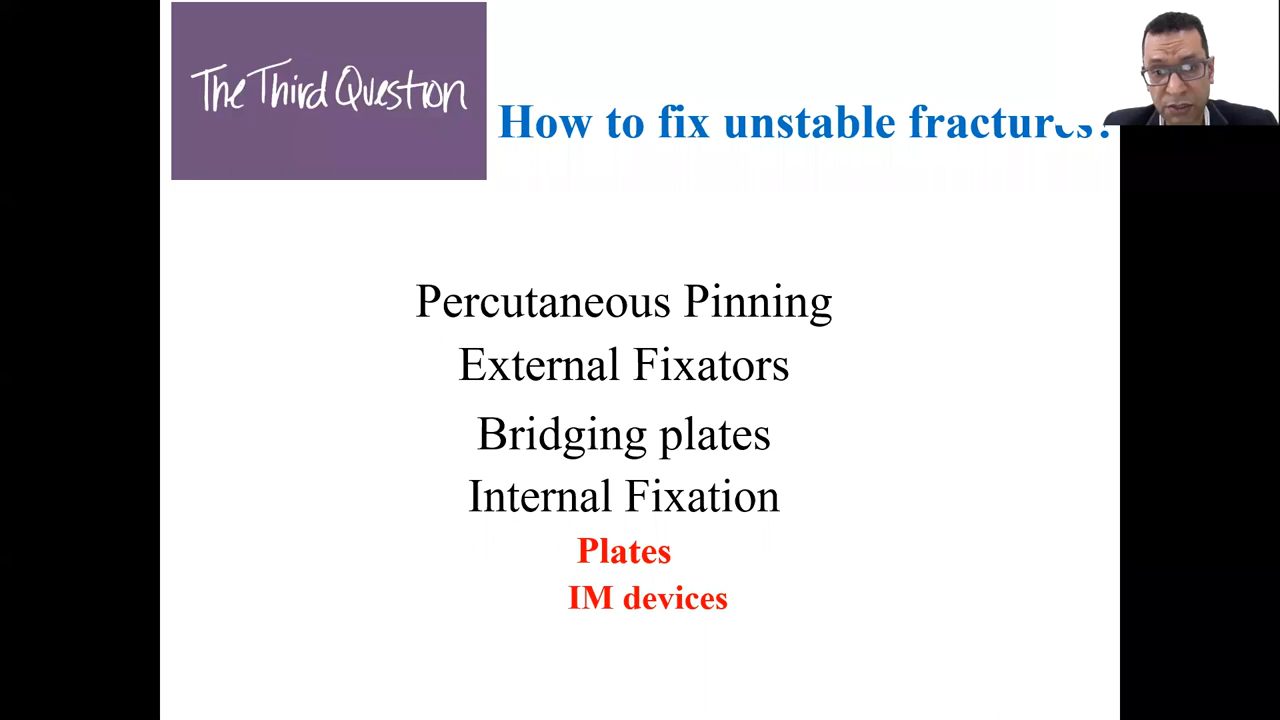 The Third Question
How to fix unstable fractures?
Percutaneous Pinning
External Fixators
Bridging plates
Internal Fixation
Plates
IM devices